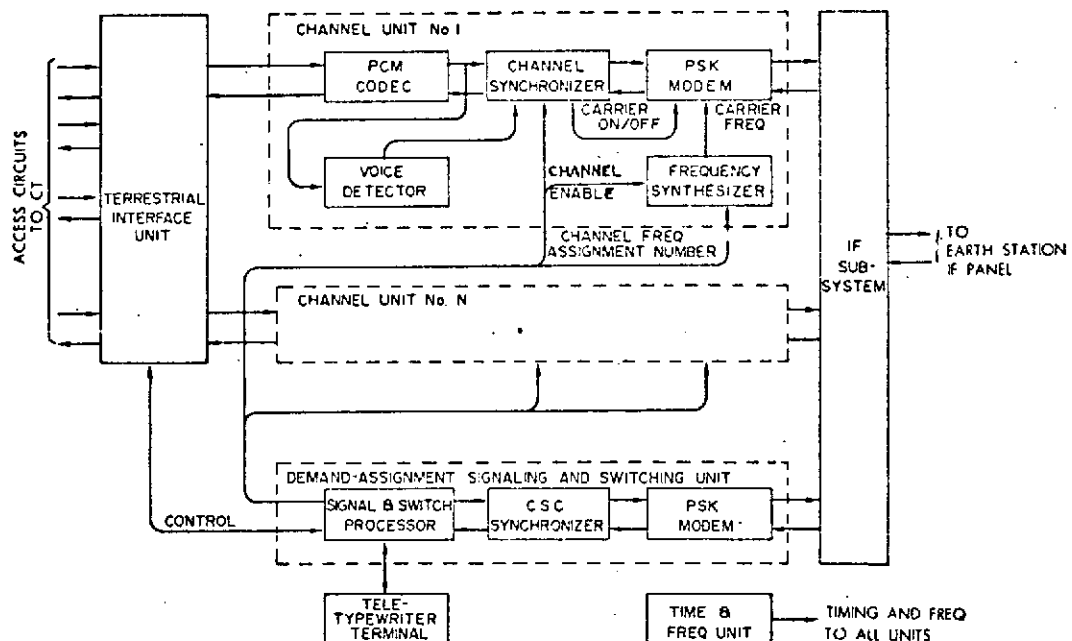 ACCESS CIRCUITS
TO CT
TERRESTRIAL
INTERFACE
UNIT
CHANNEL UNIT No 1
PCM
CODEC
CHANNEL
SYNCHRONIZER
PSK
MODEM
CARRIER
ON/OFF
CARRIER
FREQ
VOICE
DETECTOR
CHANNEL
ENABLE
FREQUENCY
SYNTHESIZER
CHANNEL FREQ
ASSIGNMENT NUMBER
IF
SUB-
SYSTEM
TO
EARTH STATION
IF PANEL
CHANNEL UNIT No. N
DEMAND-ASSIGNMENT SIGNALING AND SWITCHING UNIT
CONTROL
SIGNAL & SWITCH
PROCESSOR
CSC
SYNCHRONIZER
PSK
MODEM
TELE-
TYPEWRITER
TERMINAL
TIME &
FREQ UNIT
TIMING AND FREQ
TO ALL UNITS